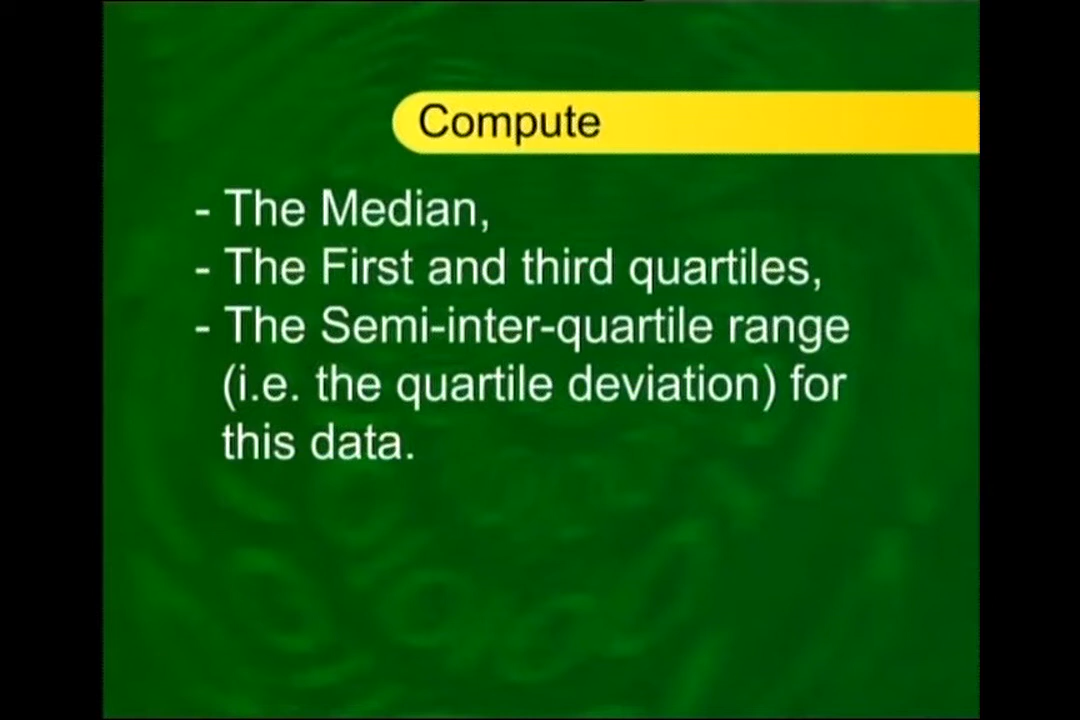 Compute
- The Median,
- The First and third quartiles,
- The Semi-inter-quartile range
(i.e. the quartile deviation) for
this data.